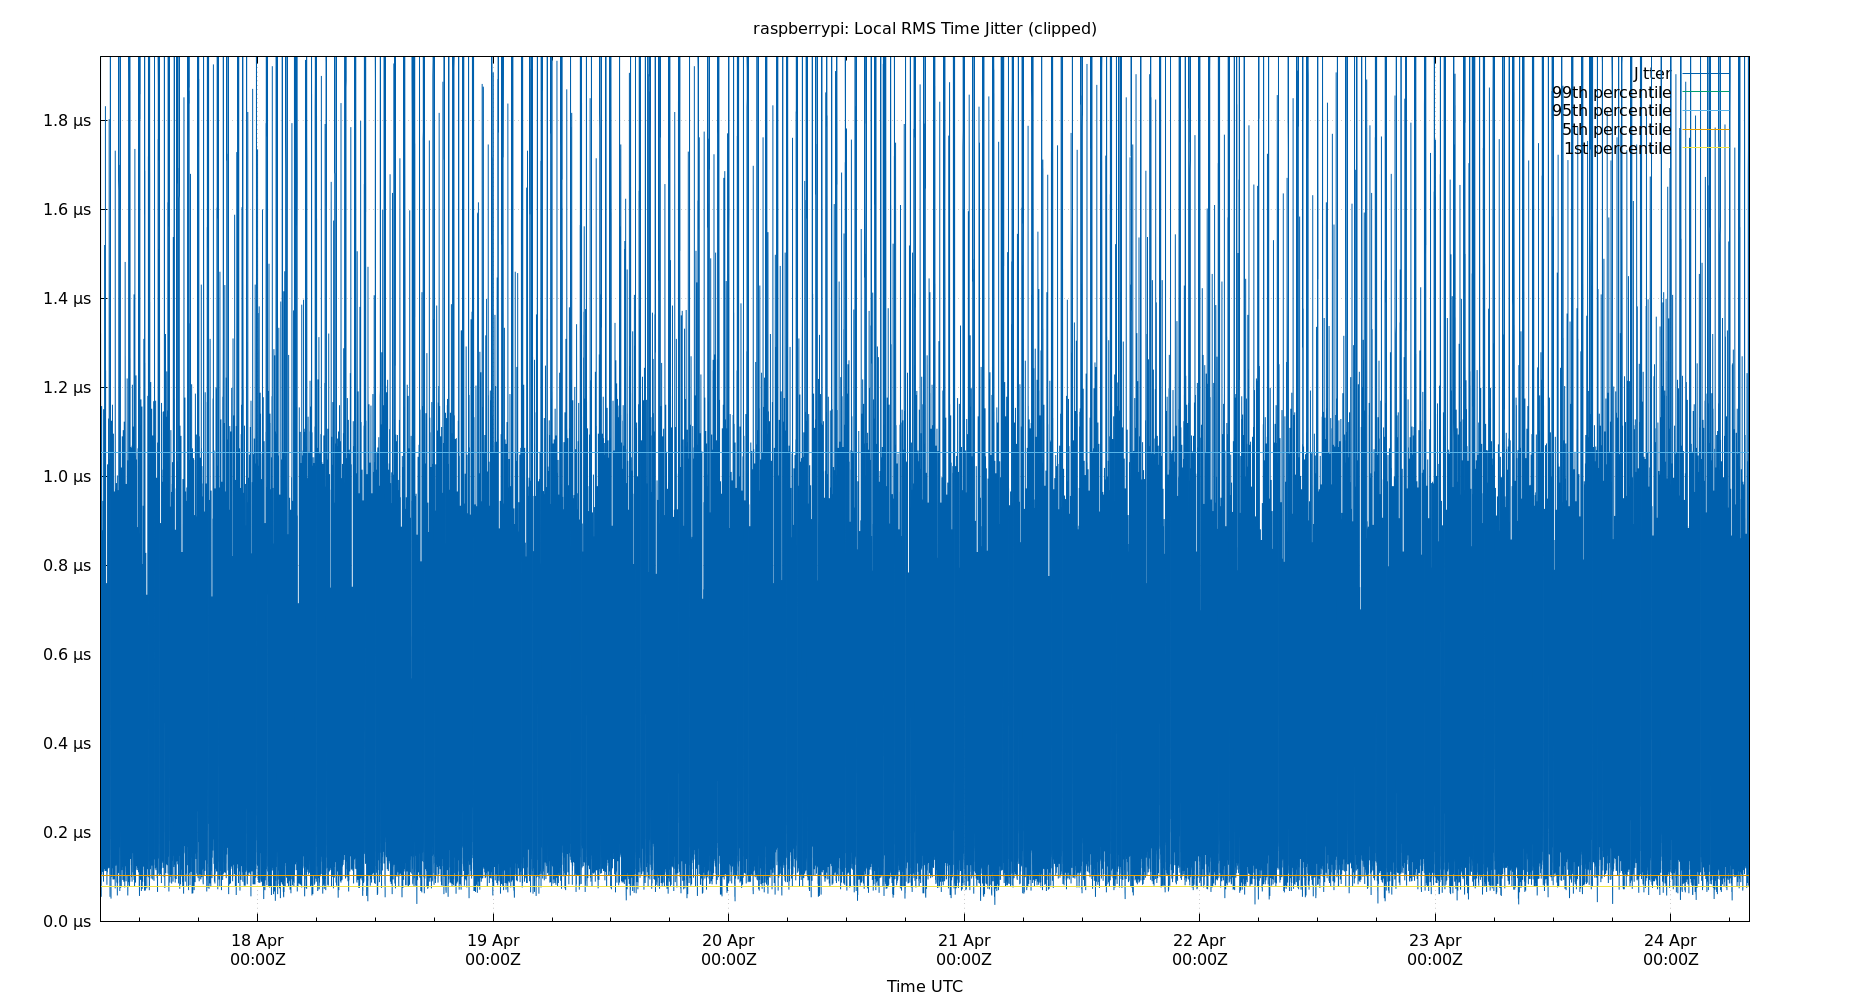 raspberrypi: Local RMS Time Jitter (clipped)
Jitter
99th percentile
95th percentile
5th percentile
1st percentile
1.8 µs
1.6 µs
1.4 µs
1.2 µs
1.0 µs
0.8 µs
0.6 µs
0.4 µs
0.2 µs
0.0 µs
18 Apr 19 Apr 20 Apr 21 Apr 22 Apr 23 Apr 24 Apr
00:00Z 00:00Z 00:00Z 00:00Z 00:00Z 00:00Z 00:00Z
Time UTC